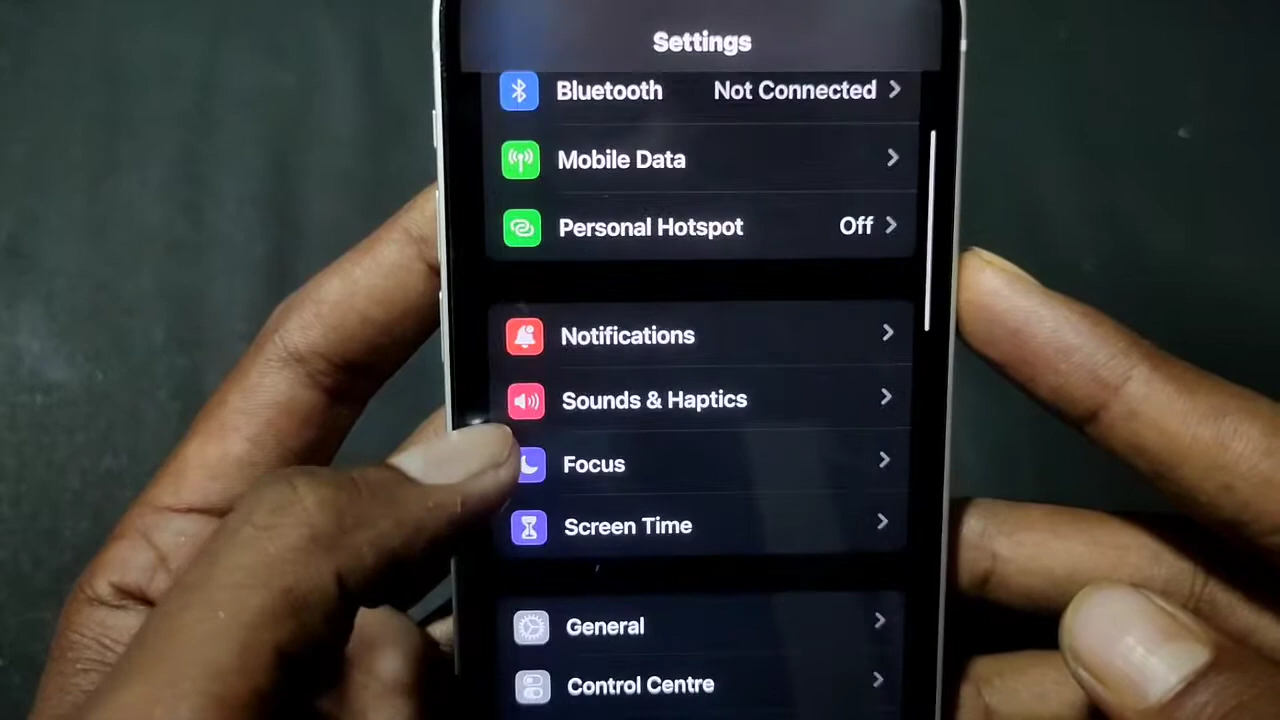 Settings
Bluetooth Not Connected
Mobile Data
Personal Hotspot Off
Notifications
Sounds & Haptics
Focus
Screen Time
General
Control Centre